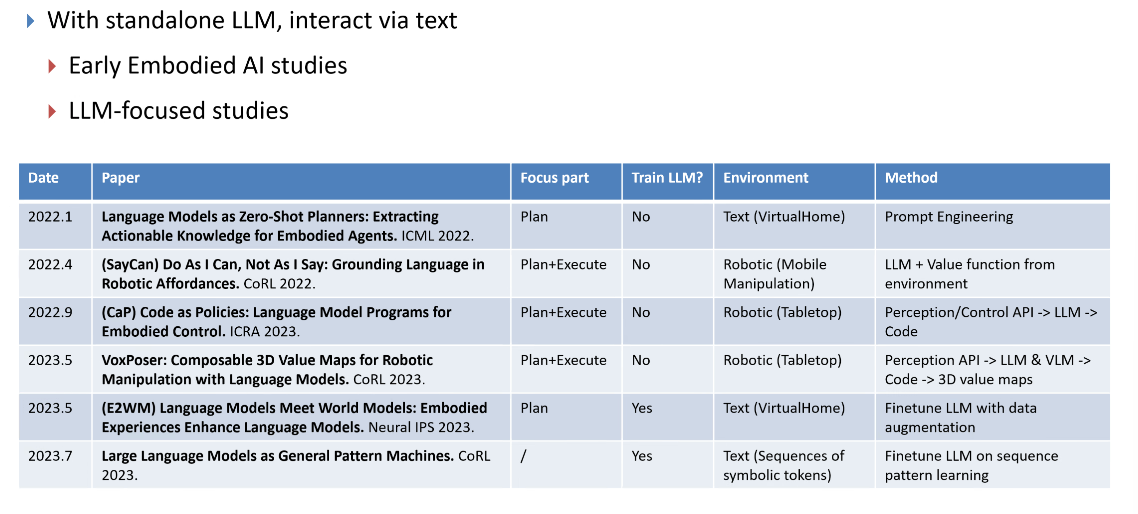 With standalone LLM, interact via text
Early Embodied AI studies
LLM-focused studies
Date Paper Focus part Train LLM? Environment Method
2022.1 Language Models as Zero-Shot Planners: Extracting Plan No Text (VirtualHome) Prompt Engineering
Actionable Knowledge for Embodied Agents. ICML 2022.
2022.4 (SayCan) Do As I Can, Not As I Say: Grounding Language in Plan+Execute No Robotic (Mobile LLM + Value function from
Robotic Affordances. CoRL 2022. Manipulation) environment
2022.9 (CaP) Code as Policies: Language Model Programs for Plan+Execute No Robotic (Tabletop) Perception/Control API -> LLM ->
Embodied Control. ICRA 2023. Code
2023.5 VoxPoser: Composable 3D Value Maps for Robotic Plan+Execute No Robotic (Tabletop) Perception API -> LLM & VLM ->
Manipulation with Language Models. CoRL 2023. Code -> 3D value maps
2023.5 (E2WM) Language Models Meet World Models: Embodied Plan Yes Text (VirtualHome) Finetune LLM with data
Experiences Enhance Language Models. Neural IPS 2023. augmentation
2023.7 Large Language Models as General Pattern Machines. CoRL / Yes Text (Sequences of Finetune LLM on sequence
2023. symbolic tokens) pattern learning